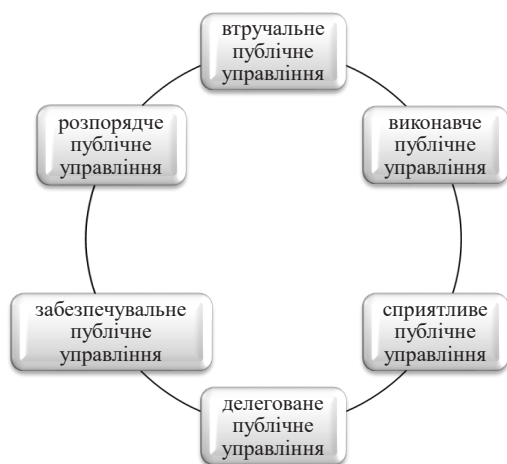 втручальне
публічне
управління
виконавче
публічне
управління
сприятливе
публічне
управління
делеговане
публічне
управління
забезпечувальне
публічне
управління
розпорядче
публічне
управління